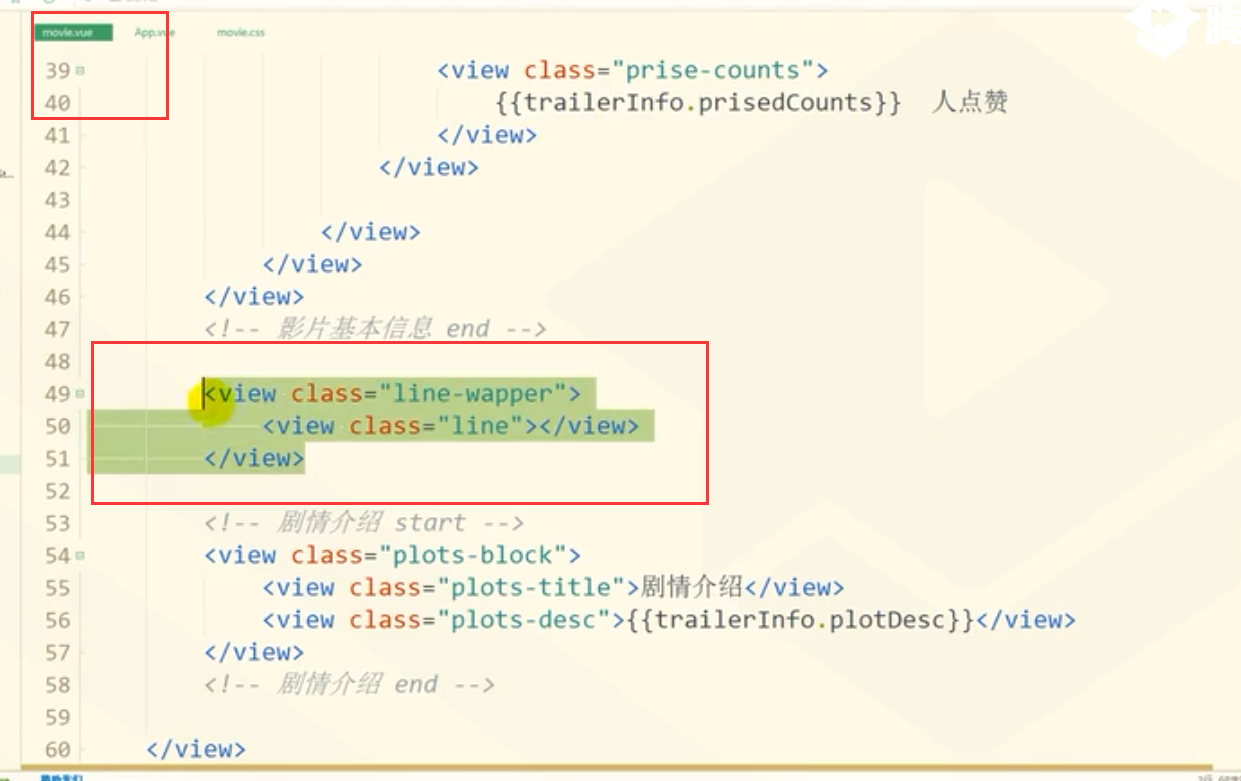 movie.vue App.vue movie.css
39 <view class="prise-counts">
40 {{trailerInfo.prisedCounts}} 人点赞
41 </view>
42 </view>
43
44 </view>
45 </view>
46 </view>
47 <!-- 影片基本信息 end -->
48
49 <view class="line-wapper">
50 <view class="line"></view>
51 </view>
52
53 <!-- 剧情介绍 start -->
54 <view class="plots-block">
55 <view class="plots-title">剧情介绍</view>
56 <view class="plots-desc">{{trailerInfo.plotDesc}}</view>
57 </view>
58 <!-- 剧情介绍 end -->
59
60 </view>